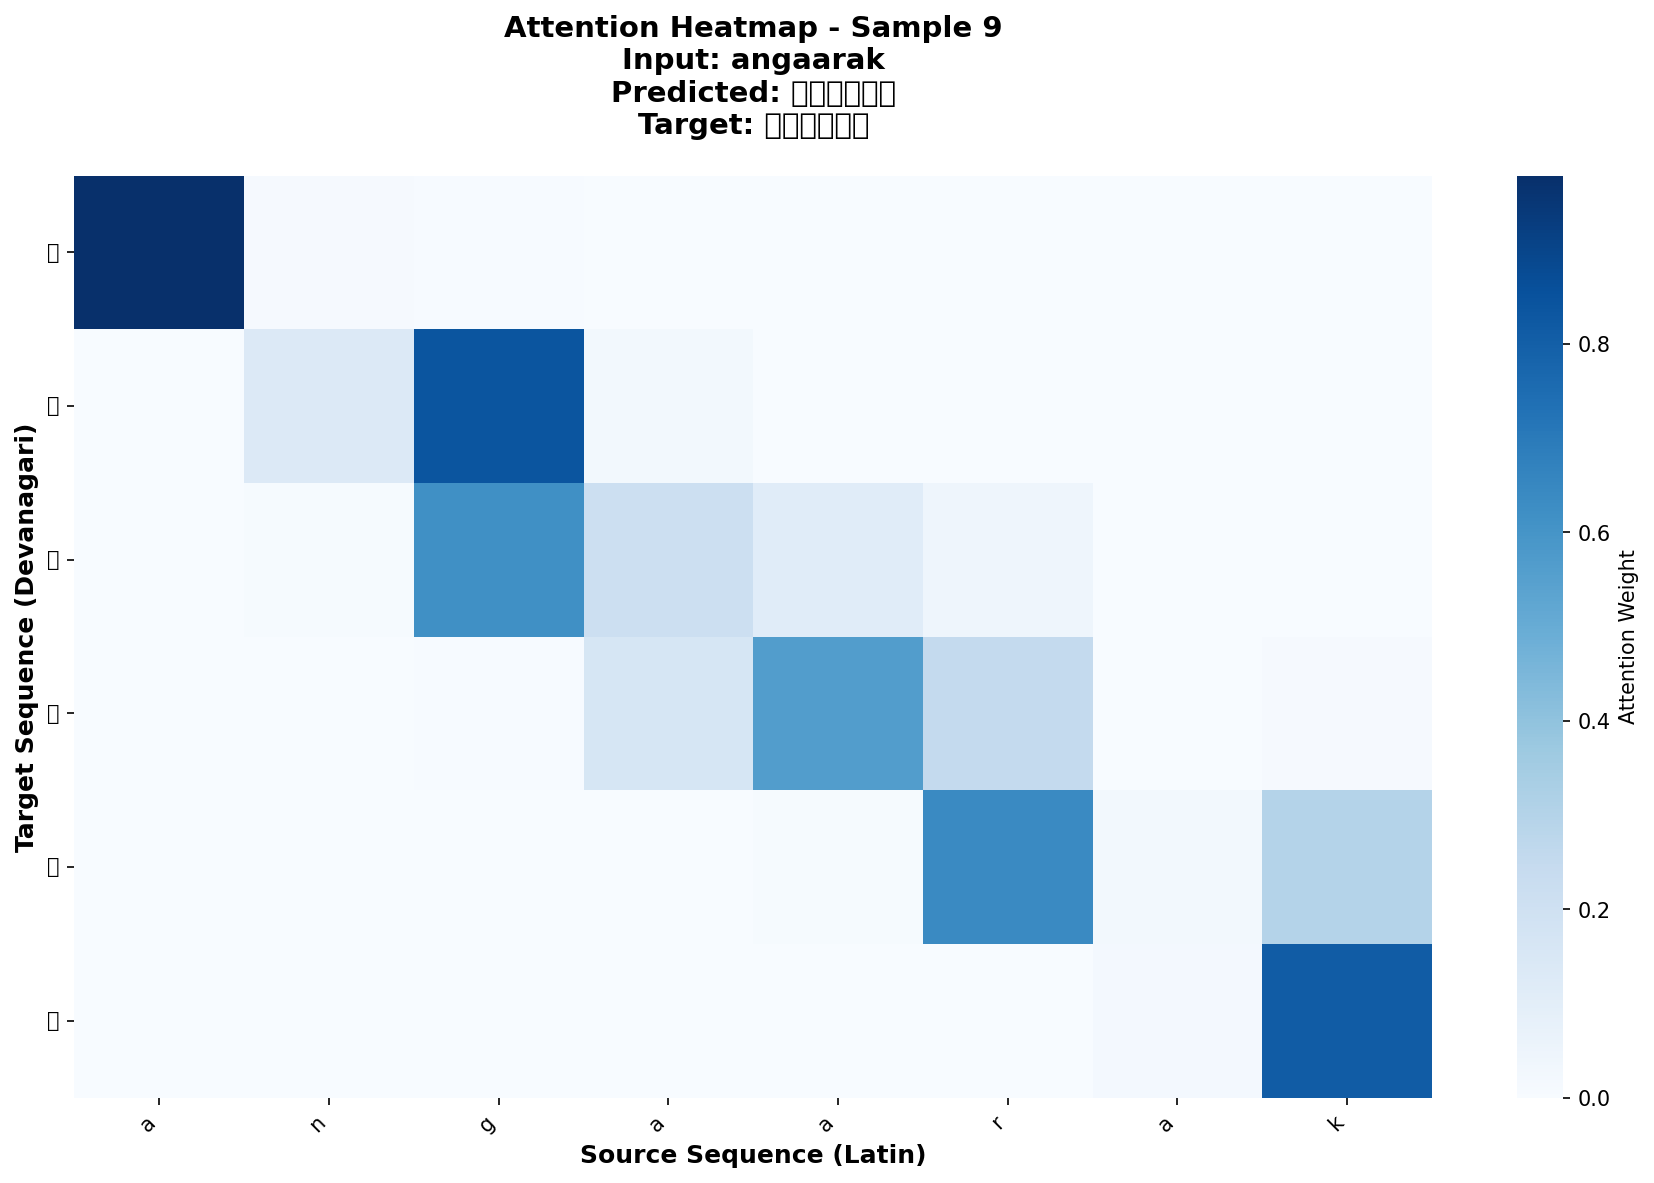 Attention Heatmap - Sample 9
Input: angaarak
Predicted:
Target:
Target Sequence (Devanagari)
a n g a a r a k
Source Sequence (Latin)
0.8
0.6
0.4
0.2
0.0
Attention Weight